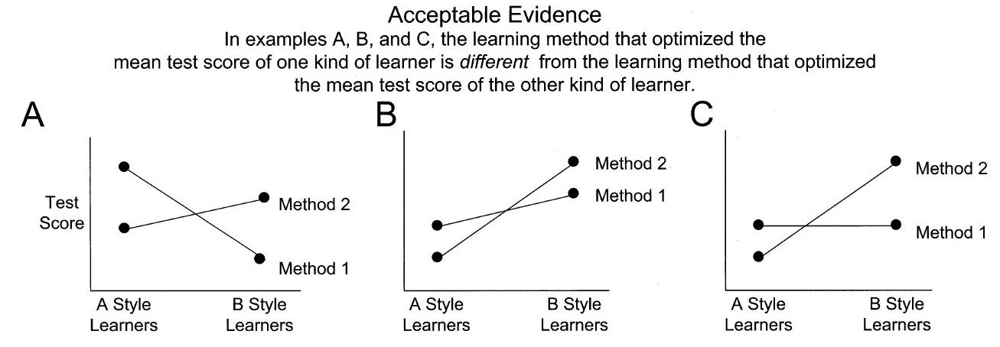 Acceptable Evidence
In examples A, B, and C, the learning method that optimized the
mean test score of one kind of learner is different from the learning method that optimized
the mean test score of the other kind of learner.
A
Test
Score
Method 2
Method 1
A Style
Learners
B Style
Learners
B
Method 2
Method 1
A Style
Learners
B Style
Learners
C
Method 2
Method 1
A Style
Learners
B Style
Learners